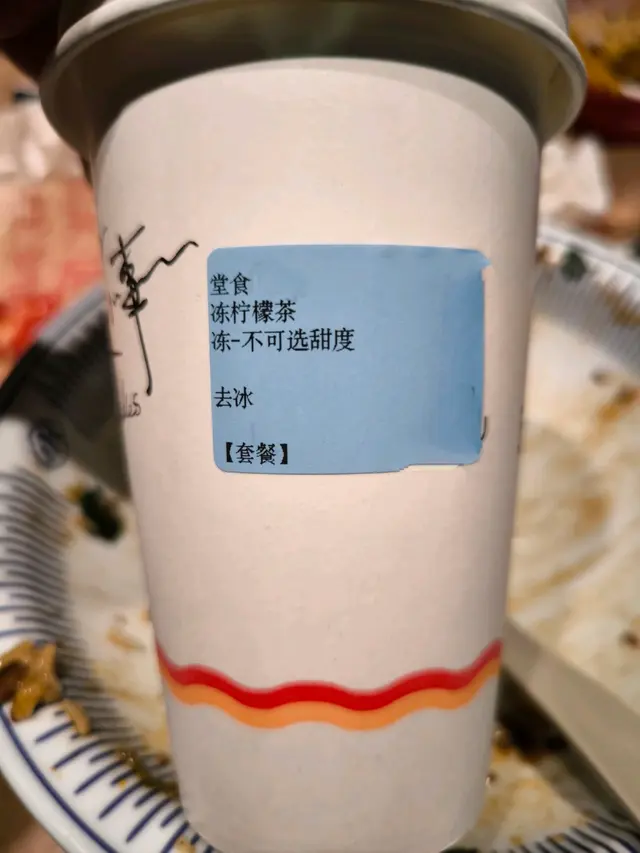 堂食
冻柠檬茶
冻-不可选甜度
去冰
【套餐】